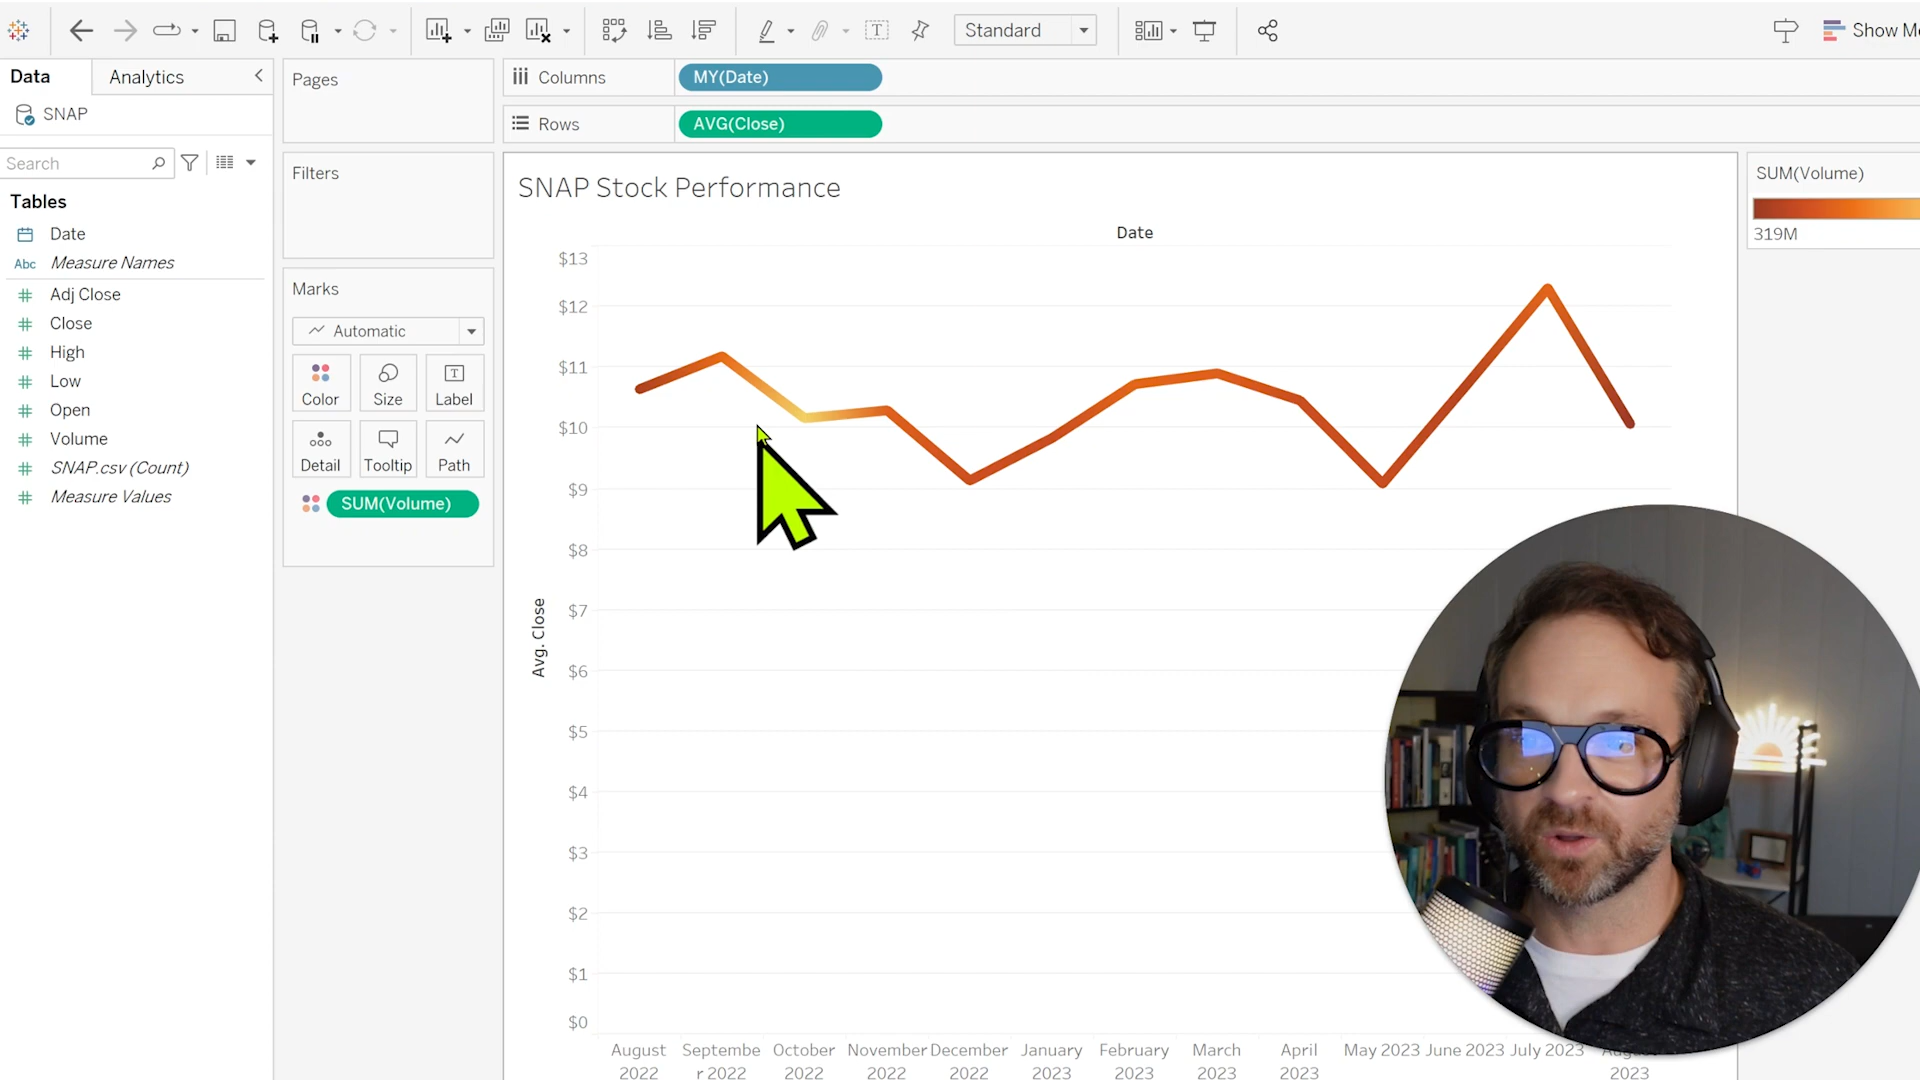 Standard
Show Me
Data
Analytics
SNAP
Search
Tables
Date
Abc Measure Names
Adj Close
Close
High
Low
Open
Volume
SNAP.csv (Count)
Measure Values
Pages
Filters
Marks
Automatic
Color
Size
Label
Detail
Tooltip
Path
SUM(Volume)
Columns
MY(Date)
Rows
AVG(Close)
SNAP Stock Performance
Date
Avg. Close
$13
$12
$11
$10
$9
$8
$7
$6
$5
$4
$3
$2
$1
$0
August
2022
Septembe
r 2022
October
2022
November
2022
December
2022
January
2023
February
2023
March
2023
April
2023
May 2023
June 2023
July 2023
2023
SUM(Volume)
319M